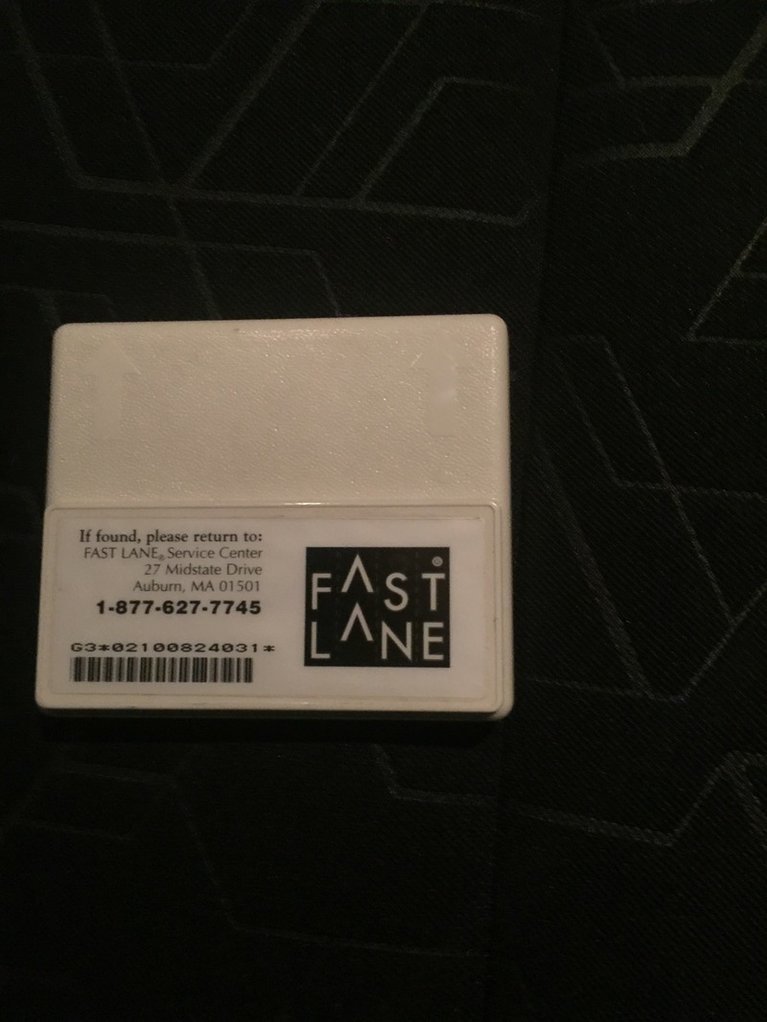 If found, please return to:
FAST LANE® Service Center
27 Midstate Drive
Auburn, MA 01501
1-877-627-7745
G3*02100824031*
FAST®
LANE